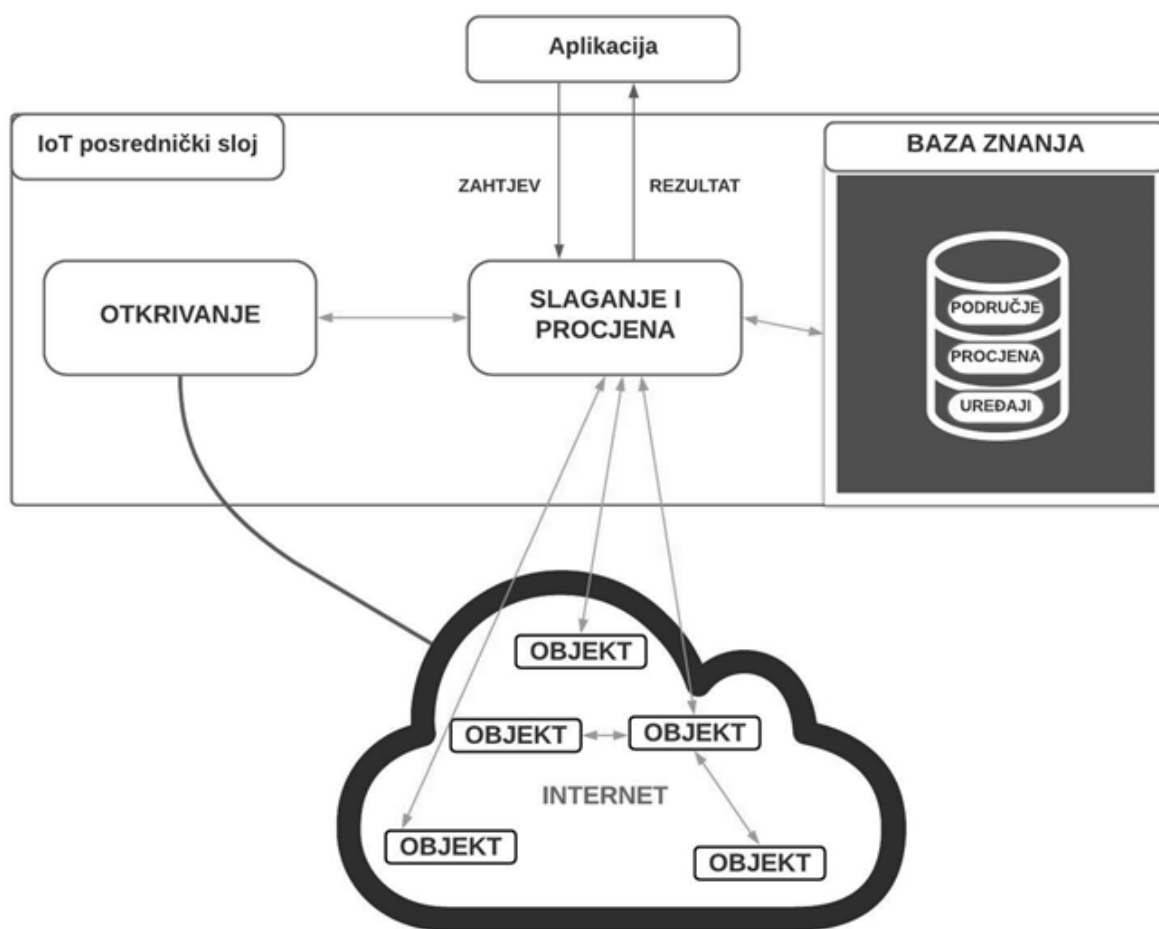 Aplikacija
IoT posrednički sloj
BAZA ZNANJA
ZAHTJEV
REZULTAT
OTKRIVANJE
SLAGANJE I
PROCJENA
PODRUČJE
PROCJENA
UREĐAJI
OBJEKT
OBJEKT
OBJEKT
INTERNET
OBJEKT
OBJEKT